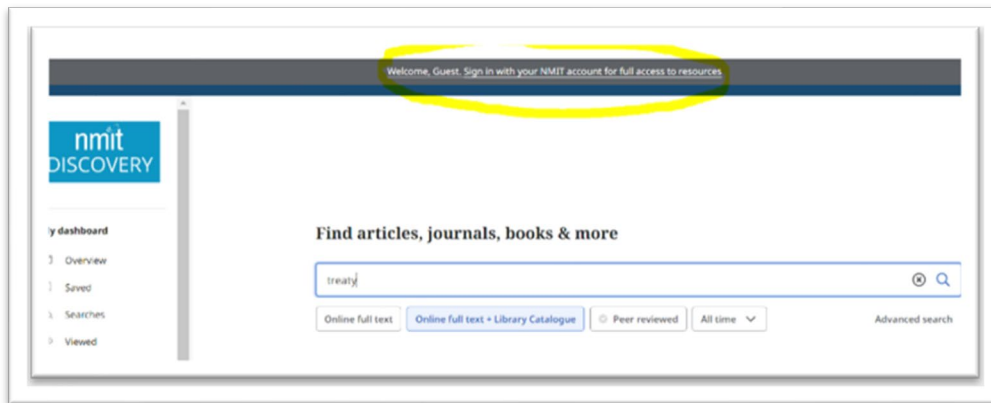 Welcome, Guest. Sign in with your NMIT account for full access to resources
nmit
DISCOVERY
y dashboard
Overview
Saved
Searches
Viewed
Find articles, journals, books & more
treaty
Online full text
Online full text + Library Catalogue
Peer reviewed
All time
Advanced search